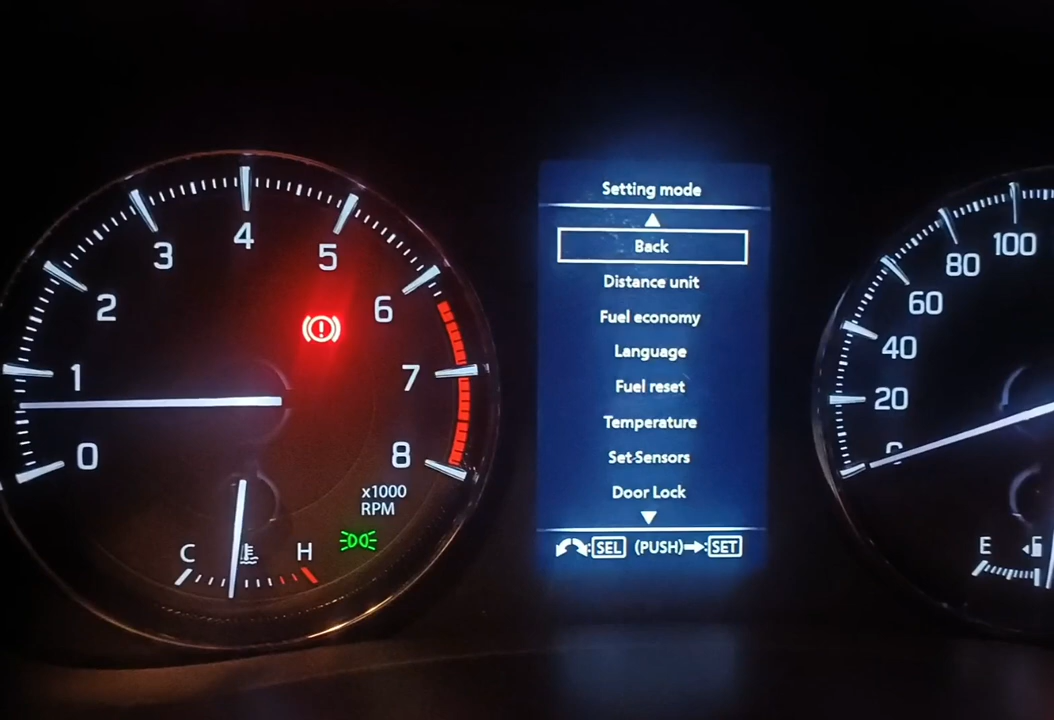 0
1
2
3
4
5
6
7
8
x1000
RPM
C
H
Setting mode
Back
Distance unit
Fuel economy
Language
Fuel reset
Temperature
Set-Sensors
Door Lock
:SEL (PUSH)➡:SET
0
20
40
60
80
100
E